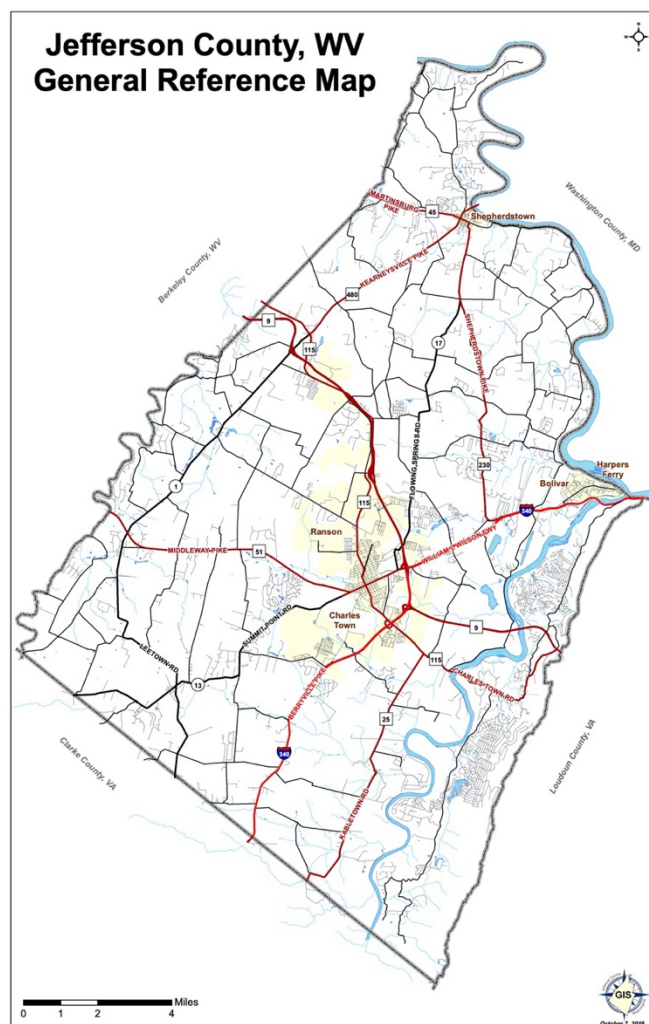 Jefferson County, WV
General Reference Map
N
W
E
S
MARTINSBURG
PIKE
45
Shepherdstown
Washington County, MD
Berkeley County, WV
KEARNEYSVILLE PIKE
480
9
115
17
SHEPHERDSTOWN PIKE
FLOWING SPRINGS RD
1
230
Harpers
Ferry
Bolivar
340
115
Ranson
WILLIAM L WILSON FWY
MIDDLEWAY PIKE
51
SUMMIT POINT RD
Charles
Town
9
LEETOWN RD
115
CHARLES TOWN RD
13
BERRYVILLE PIKE
25
340
Clarke County, VA
Loudoun County, VA
KABLETOWN RD
0 1 2 4
Miles
GIS